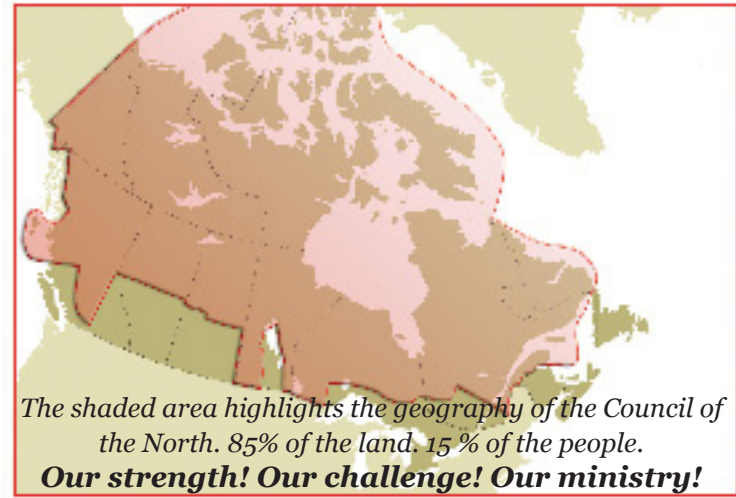 The shaded area highlights the geography of the Council of
the North. 85% of the land. 15 % of the people.
Our strength! Our challenge! Our ministry!